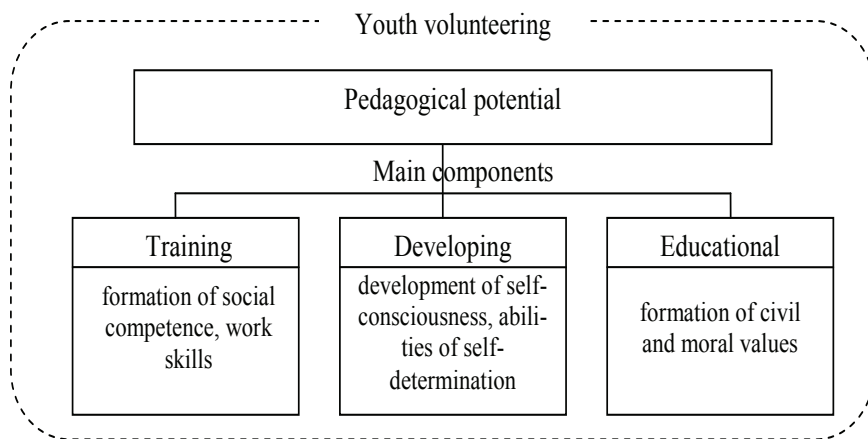 Youth volunteering
Pedagogical potential
Main components
Training
formation of social
competence, work
skills
Developing
development of self-
consciousness, abili-
ties of self-
determination
Educational
formation of civil
and moral values